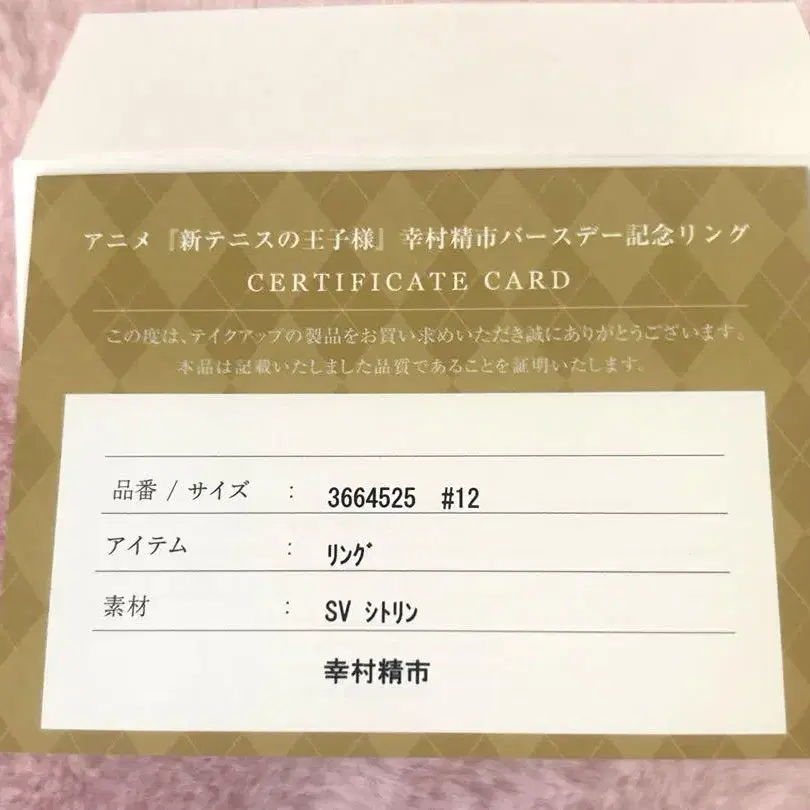 アニメ『新テニスの王子様』幸村精市バースデー記念リング
CERTIFICATE CARD
この度は、テイクアップの製品をお買い求めいただき誠にありがとうございます。
本品は記載いたしました品質であることを証明いたします。
品番 / サイズ : 3664525 #12
アイテム : ﾘﾝｸﾞ
素材 : SV ｼﾄﾘﾝ
幸村精市